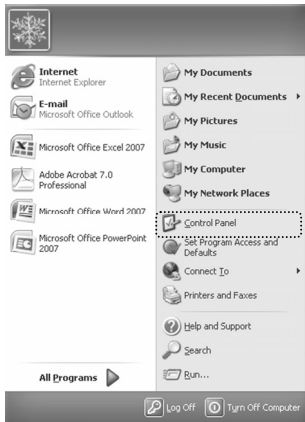 Internet
Internet Explorer
E-mail
Microsoft Office Outlook
Microsoft Office Excel 2007
Adobe Acrobat 7.0
Professional
Microsoft Office Word 2007
Microsoft Office PowerPoint
2007
All Programs
My Documents
My Recent Documents
My Pictures
My Music
My Computer
My Network Places
Control Panel
Set Program Access and
Defaults
Connect To
Printers and Faxes
Help and Support
Search
Run...
Log Off
Turn Off Computer